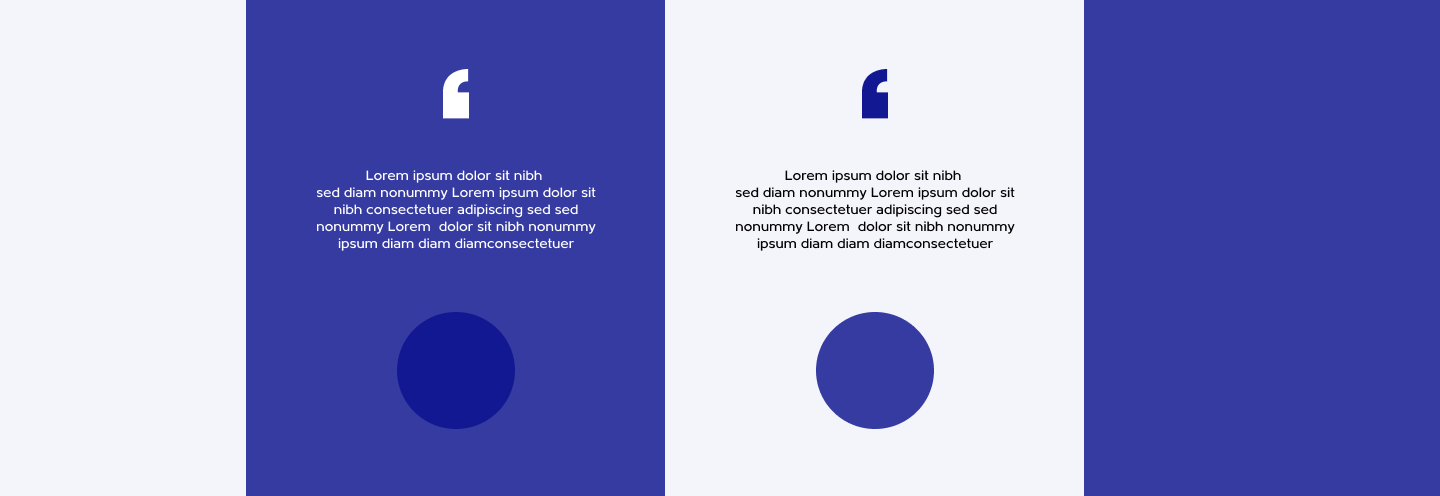 Lorem ipsum dolor sit nibh
sed diam nonummy Lorem ipsum dolor sit
nibh consectetuer adipiscing sed sed
nonummy Lorem  dolor sit nibh nonummy
ipsum diam diam diamconsectetuer
Lorem ipsum dolor sit nibh
sed diam nonummy Lorem ipsum dolor sit
nibh consectetuer adipiscing sed sed
nonummy Lorem  dolor sit nibh nonummy
ipsum diam diam diamconsectetuer